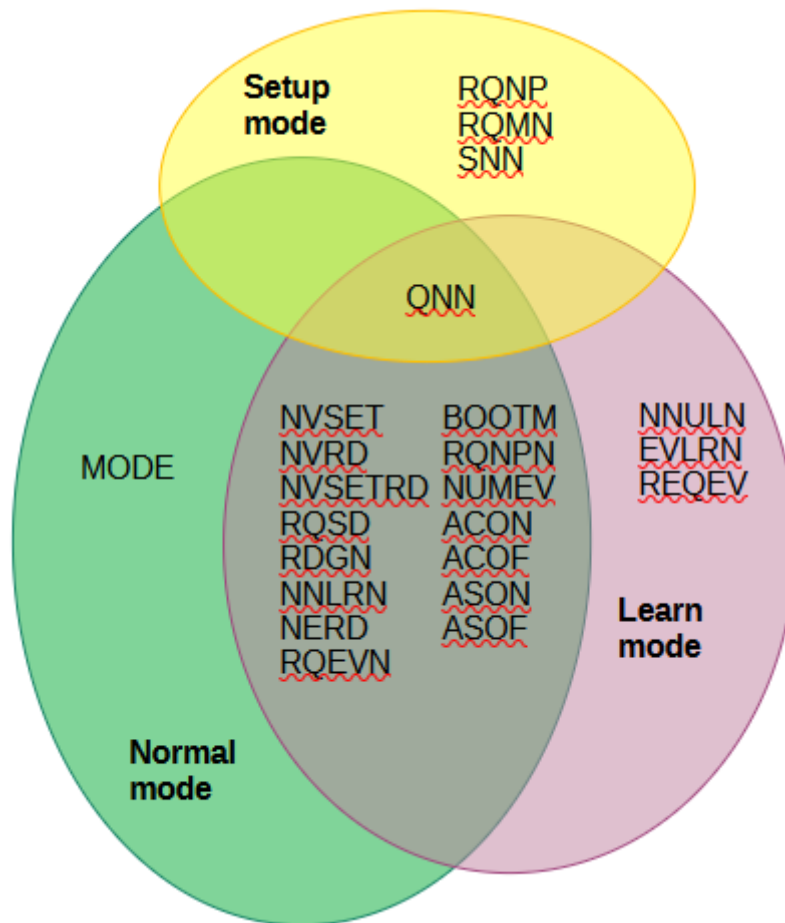 Setup
mode
RQNP
RQMN
SNN
QNN
MODE
NVSET
NVRD
NVSETRD
RQSD
RDGN
NNLRN
NERD
RQEVN
BOOTM
RQNPN
NUMEV
ACON
ACOF
ASON
ASOF
NNULN
EVLRN
REQEV
Learn
mode
Normal
mode